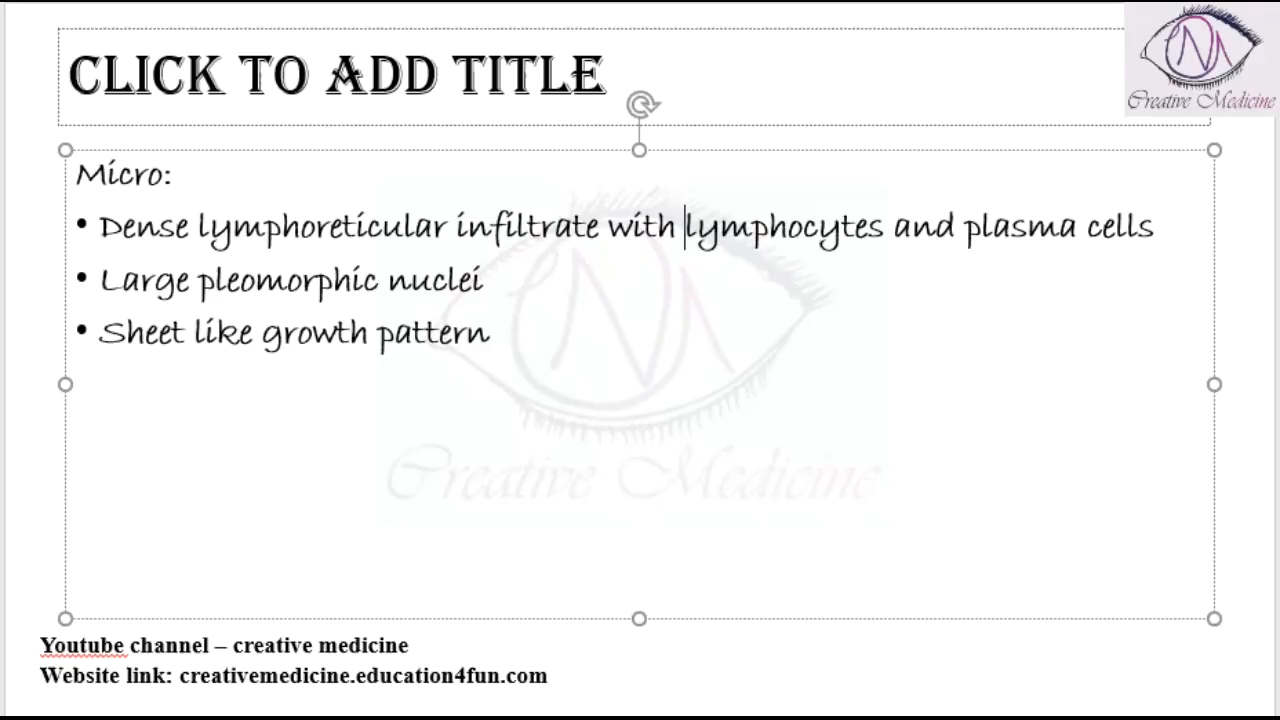 CLICK TO ADD TITLE
Creative Medicine
Micro:
• Dense lymphoreticular infiltrate with lymphocytes and plasma cells
• Large pleomorphic nuclei
• Sheet like growth pattern
Creative Medicine
Youtube channel – creative medicine
Website link: creativemedicine.education4fun.com